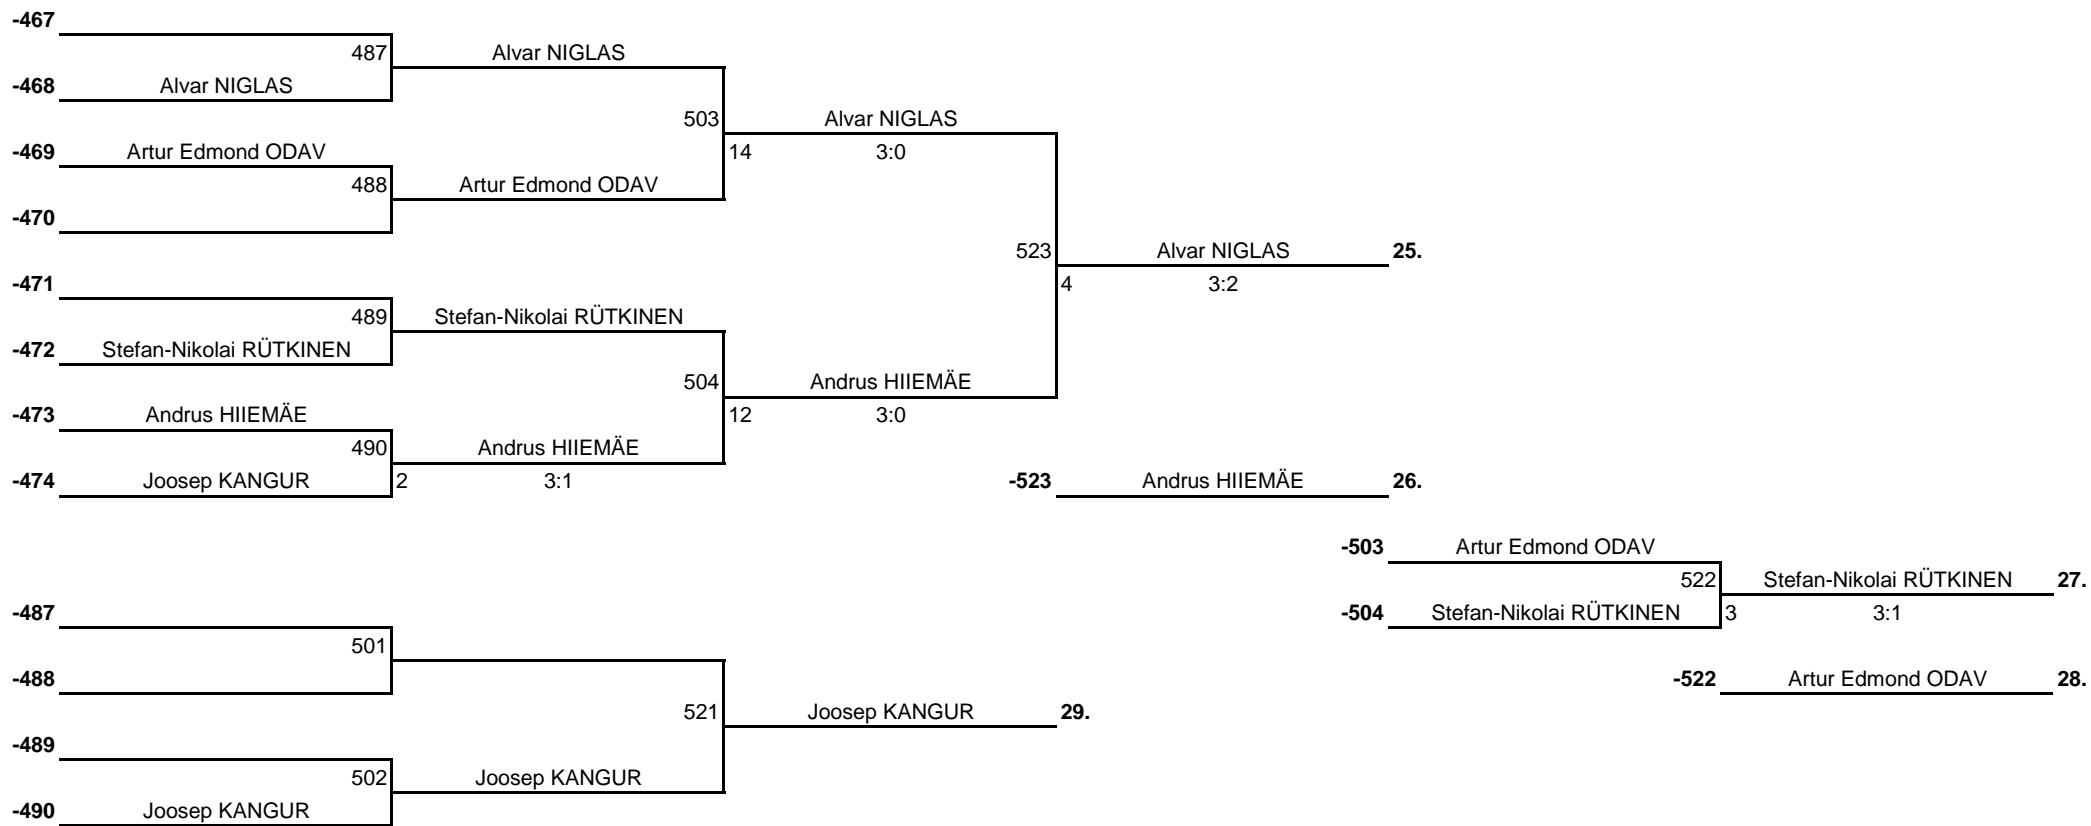 -467
487 Alvar NIGLAS
-468 Alvar NIGLAS
503 Alvar NIGLAS
-469 Artur Edmond ODAV 14 3:0
488 Artur Edmond ODAV
-470
523 Alvar NIGLAS 25.
-471 4 3:2
489 Stefan-Nikolai RÜTKINEN
-472 Stefan-Nikolai RÜTKINEN
504 Andrus HIIEMÄE
-473 Andrus HIIEMÄE 12 3:0
490 Andrus HIIEMÄE
-474 Joosep KANGUR 2 3:1 -523 Andrus HIIEMÄE 26.
-503 Artur Edmond ODAV
522 Stefan-Nikolai RÜTKINEN 27.
-487 -504 Stefan-Nikolai RÜTKINEN 3 3:1
501
-488 -522 Artur Edmond ODAV 28.
521 Joosep KANGUR 29.
-489
502 Joosep KANGUR
-490 Joosep KANGUR